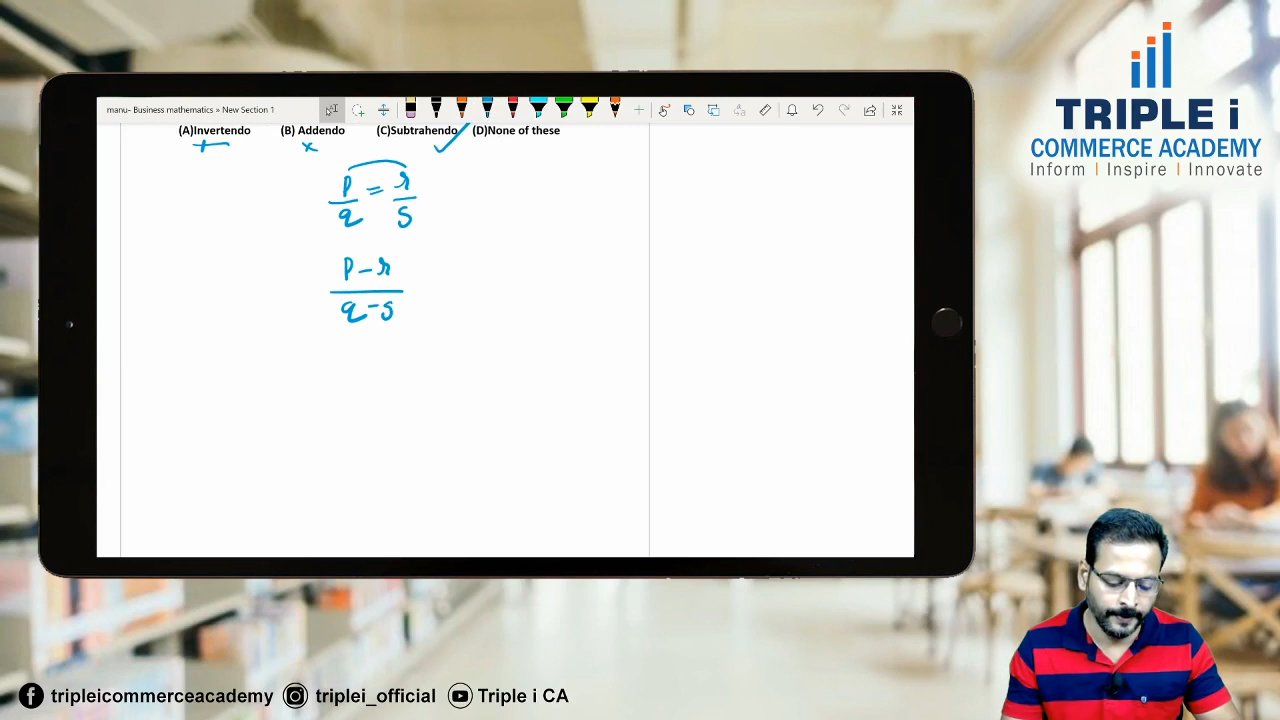 manu- Business mathematics » New Section 1
(A)Invertendo (B) Addendo (C)Subtrahendo (D)None of these
p/q = r/s
p - r
q - s
TRIPLE i
COMMERCE ACADEMY
Inform | Inspire | Innovate
tripleicommerceacademy triplei_official Triple i CA